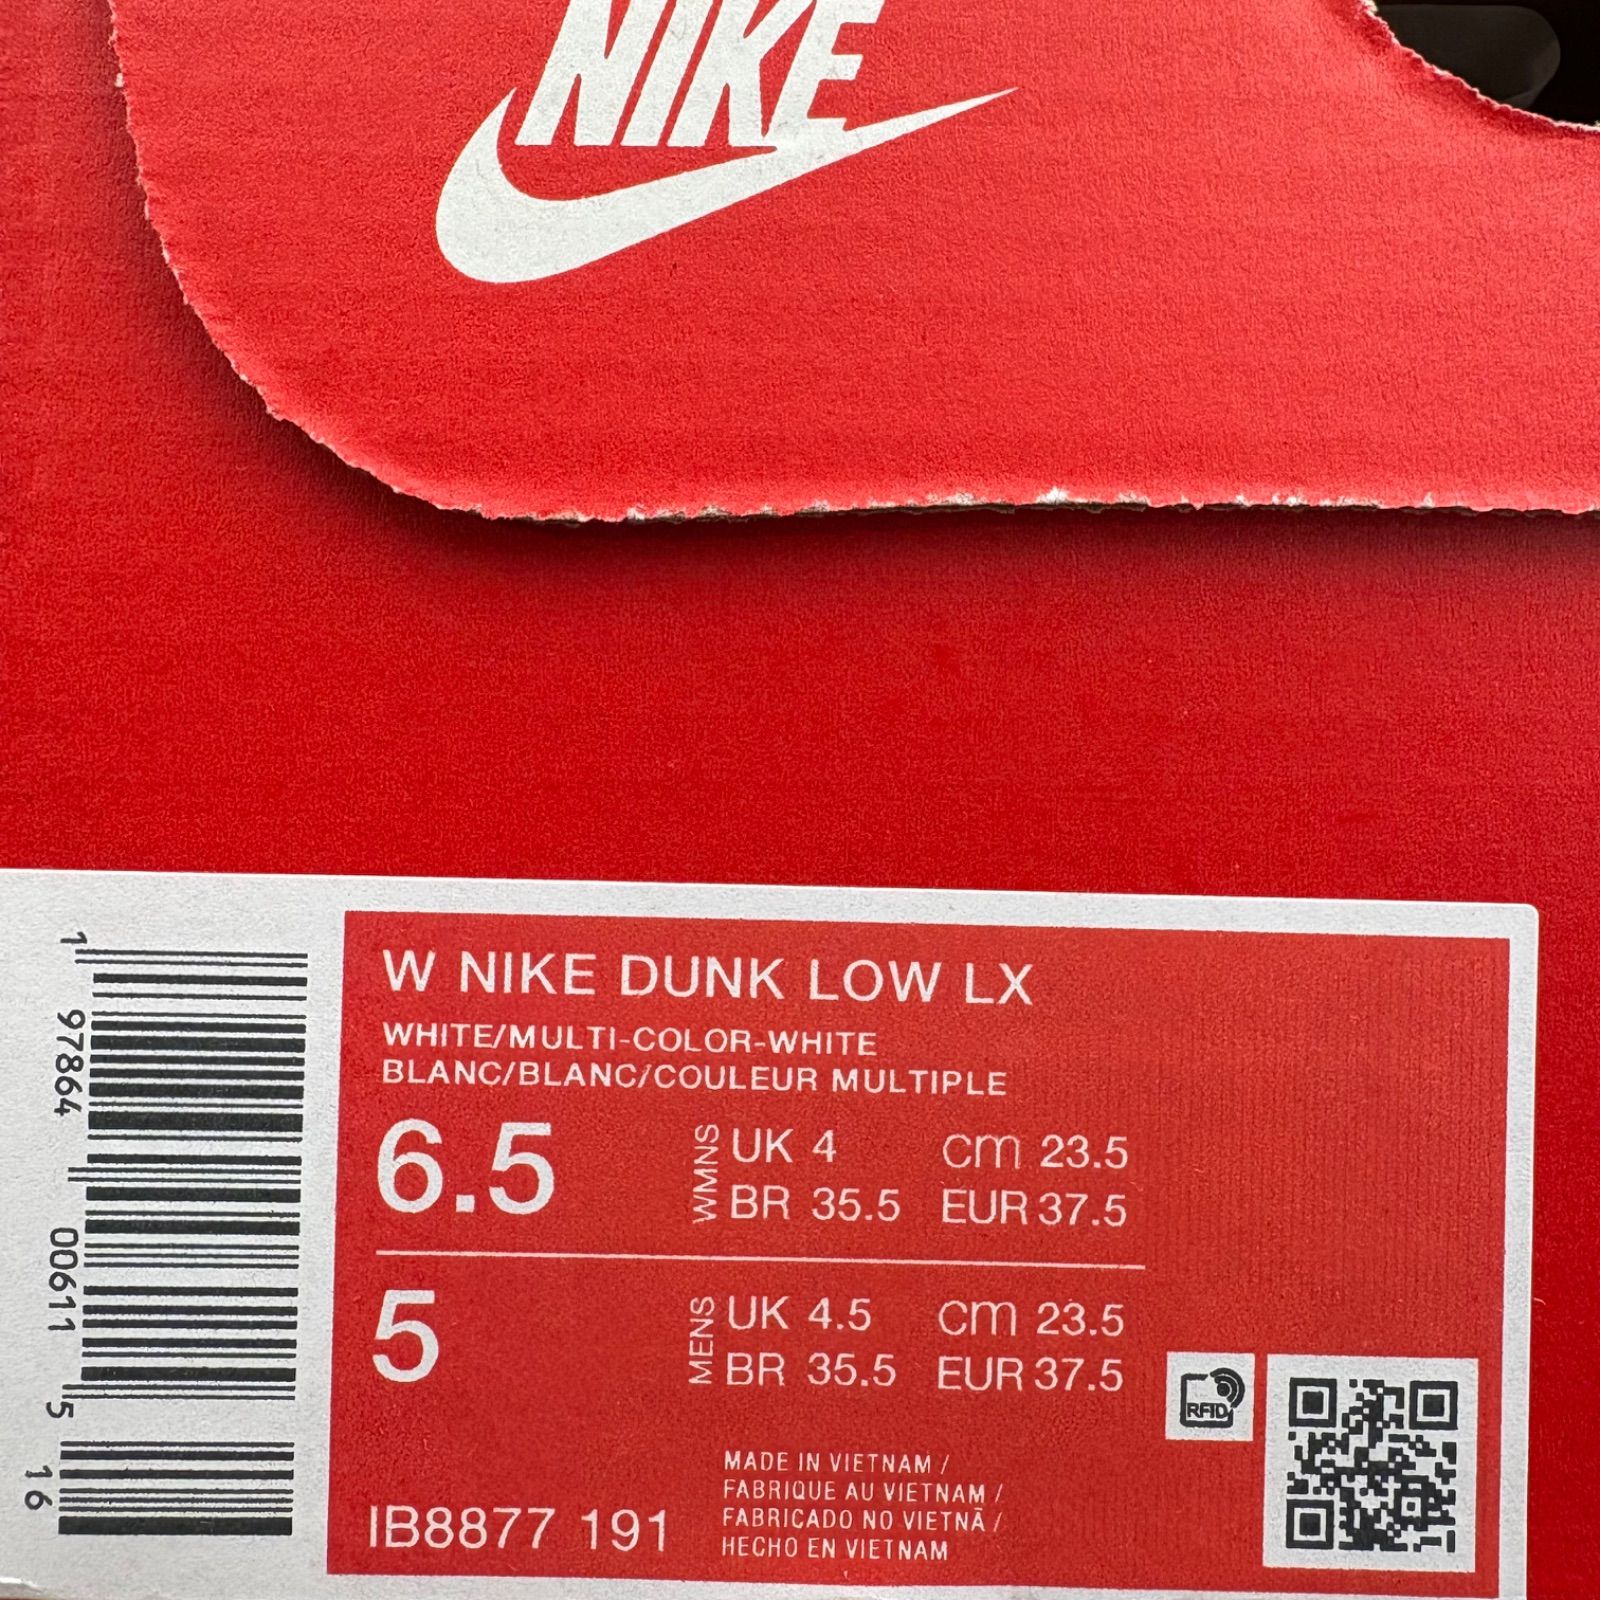 NIKE
W NIKE DUNK LOW LX
WHITE/MULTI-COLOR-WHITE
BLANC/BLANC/COULEUR MULTIPLE
6.5 WMNS UK 4 cm 23.5
BR 35.5 EUR 37.5
5 MENS UK 4.5 cm 23.5
BR 35.5 EUR 37.5
RFID
MADE IN VIETNAM /
FABRIQUE AU VIETNAM /
FABRICADO NO VIETNÃ /
HECHO EN VIETNAM
IB8877 191
1 97864 00611 5 16